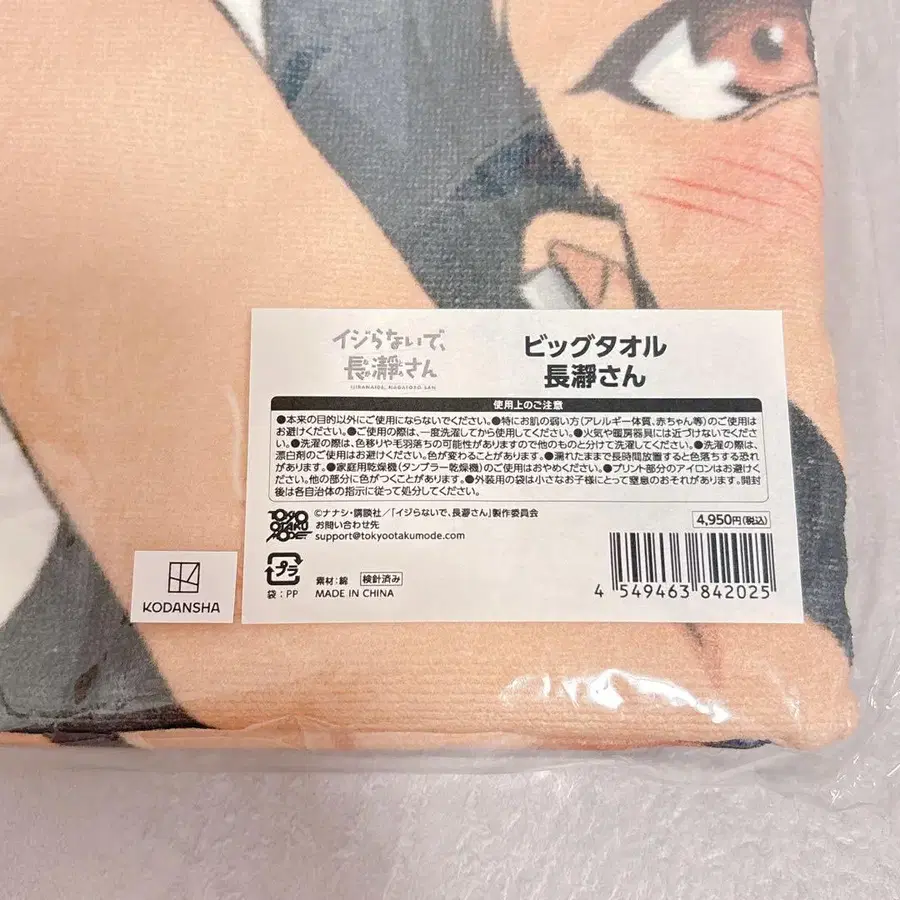 イジらないで、
長瀞さん
IJIRANAIDE, NAGATORO SAN
ビッグタオル
長瀞さん
使用上のご注意
●本来の目的以外にご使用にならないでください。●特にお肌の弱い方(アレルギー体質、赤ちゃん等)のご使用は
お避けください。●ご使用の際は、一度洗濯してから使用してください。●火気や暖房器具には近づけないでくださ
い。●洗濯の際は、色移りや毛羽落ちの可能性がありますので他のものと分けて洗濯してください。●洗濯の際は、
漂白剤のご使用はお避けください。色が変わることがあります。●濡れたままで長時間放置すると色落ちする恐れ
があります。●家庭用乾燥機(タンブラー乾燥機)のご使用はおやめください。●プリント部分のアイロンはお避けく
ださい。他の部分に色がつくことがあります。●外装用の袋は小さなお子様にとって窒息のおそれがあります。開封
後は各自治体の指示に従って処分してください。
TOKYO
OTAKU
MODE
©ナナシ・講談社/「イジらないで、長瀞さん」製作委員会
お問い合わせ先
support@tokyootakumode.com
4,950円(税込)
プラ
袋:PP
素材:綿 検針済み
MADE IN CHINA
4 549463 842025
KODANSHA